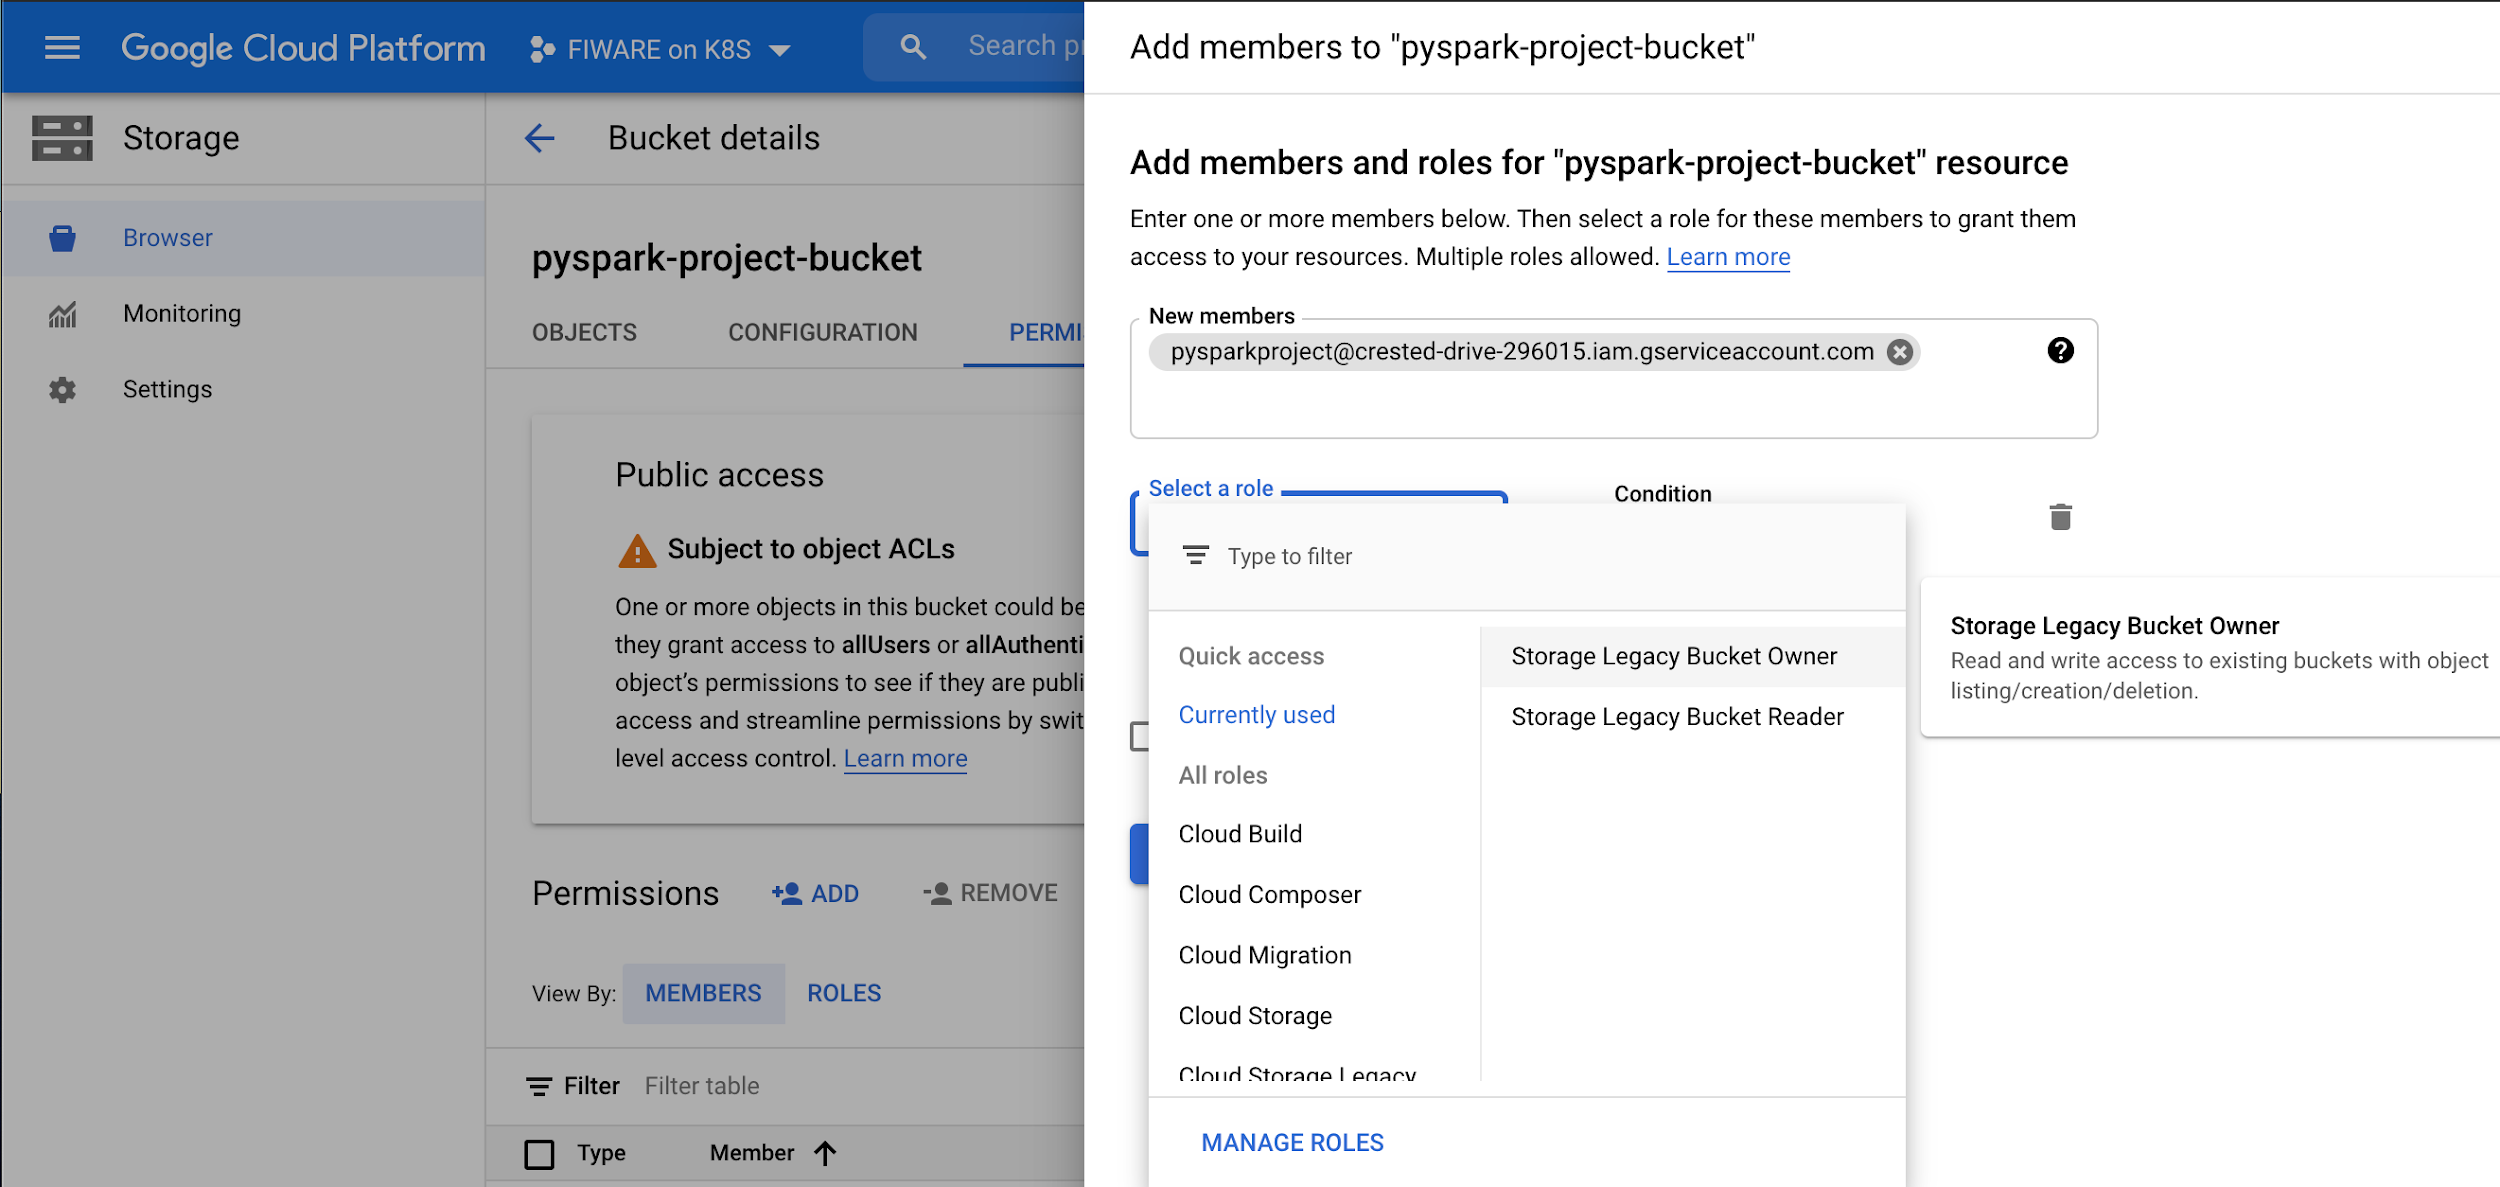 Google Cloud Platform
FIWARE on K8S
Search
Storage
Browser
Monitoring
Settings
Bucket details
pyspark-project-bucket
OBJECTS
CONFIGURATION
PERMI
Public access
Subject to object ACLs
One or more objects in this bucket could be
they grant access to allUsers or allAuthenti
object's permissions to see if they are publi
access and streamline permissions by swit
level access control. Learn more
Permissions
ADD
REMOVE
View By:
MEMBERS
ROLES
Filter
Filter table
Type
Member
Add members to "pyspark-project-bucket"
Add members and roles for "pyspark-project-bucket" resource
Enter one or more members below. Then select a role for these members to grant them
access to your resources. Multiple roles allowed. Learn more
New members
pysparkproject@crested-drive-296015.iam.gserviceaccount.com
Select a role
Condition
Type to filter
Quick access
Currently used
All roles
Cloud Build
Cloud Composer
Cloud Migration
Cloud Storage
Cloud Storage Legacy
Storage Legacy Bucket Owner
Storage Legacy Bucket Reader
MANAGE ROLES
Storage Legacy Bucket Owner
Read and write access to existing buckets with object
listing/creation/deletion.